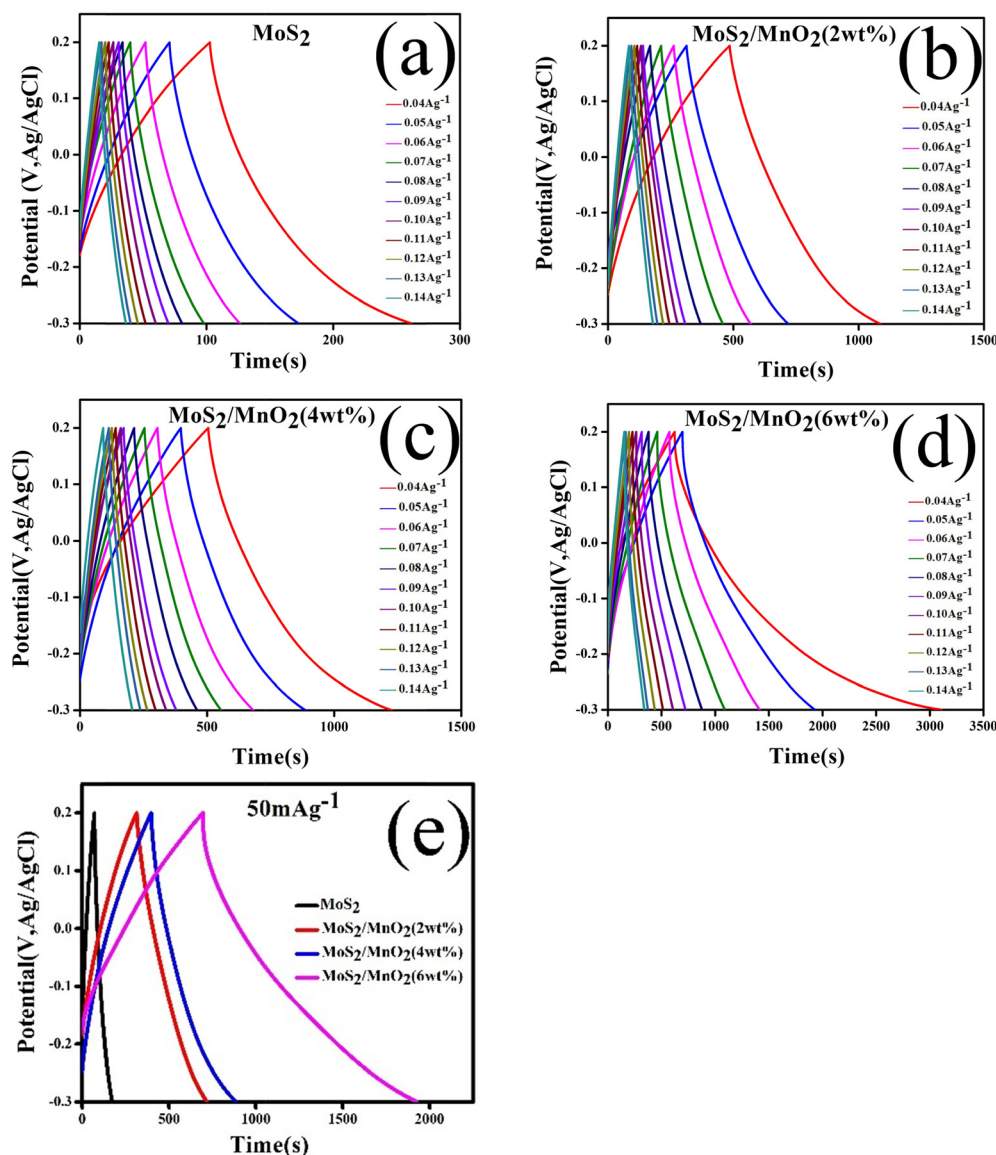 MoS2
(a)
0.2
0.1
0.0
-0.1
-0.2
-0.3
Potential (V,Ag/AgCl)
0.04Ag-1
0.05Ag-1
0.06Ag-1
0.07Ag-1
0.08Ag-1
0.09Ag-1
0.10Ag-1
0.11Ag-1
0.12Ag-1
0.13Ag-1
0.14Ag-1
0 100 200 300
Time(s)
MoS2/MnO2(2wt%)
(b)
0.2
0.1
0.0
-0.1
-0.2
-0.3
Potential(V,Ag/AgCl)
0.04Ag-1
0.05Ag-1
0.06Ag-1
0.07Ag-1
0.08Ag-1
0.09Ag-1
0.10Ag-1
0.11Ag-1
0.12Ag-1
0.13Ag-1
0.14Ag-1
0 500 1000 1500
Time(s)
MoS2/MnO2(4wt%)
(c)
0.2
0.1
0.0
-0.1
-0.2
-0.3
Potential(V,Ag/AgCl)
0.04Ag-1
0.05Ag-1
0.06Ag-1
0.07Ag-1
0.08Ag-1
0.09Ag-1
0.10Ag-1
0.11Ag-1
0.12Ag-1
0.13Ag-1
0.14Ag-1
0 500 1000 1500
Time(s)
MoS2/MnO2(6wt%)
(d)
0.2
0.1
0.0
-0.1
-0.2
-0.3
Potential(V,Ag/AgCl)
0.04Ag-1
0.05Ag-1
0.06Ag-1
0.07Ag-1
0.08Ag-1
0.09Ag-1
0.10Ag-1
0.11Ag-1
0.12Ag-1
0.13Ag-1
0.14Ag-1
0 500 1000 1500 2000 2500 3000 3500
Time(s)
50mAg-1
(e)
0.2
0.1
0.0
-0.1
-0.2
-0.3
Potential(V,Ag/AgCl)
MoS2
MoS2/MnO2(2wt%)
MoS2/MnO2(4wt%)
MoS2/MnO2(6wt%)
0 500 1000 1500 2000
Time(s)